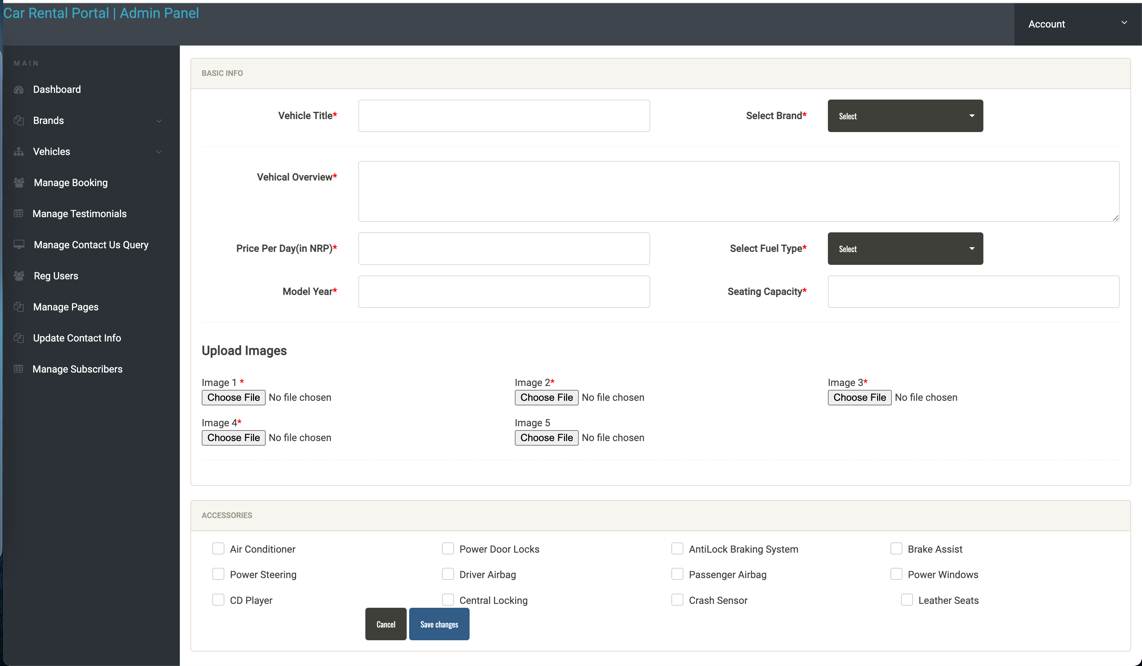 Car Rental Portal | Admin Panel
Account
MAIN
Dashboard
Brands
Vehicles
Manage Booking
Manage Testimonials
Manage Contact Us Query
Reg Users
Manage Pages
Update Contact Info
Manage Subscribers
BASIC INFO
Vehicle Title*
Select Brand* Select
Vehical Overview*
Price Per Day(in NRP)*
Select Fuel Type* Select
Model Year*
Seating Capacity*
Upload Images
Image 1 *
Choose File No file chosen
Image 2*
Choose File No file chosen
Image 3*
Choose File No file chosen
Image 4*
Choose File No file chosen
Image 5
Choose File No file chosen
ACCESSORIES
Air Conditioner
Power Door Locks
AntiLock Braking System
Brake Assist
Power Steering
Driver Airbag
Passenger Airbag
Power Windows
CD Player
Central Locking
Crash Sensor
Leather Seats
Cancel
Save changes